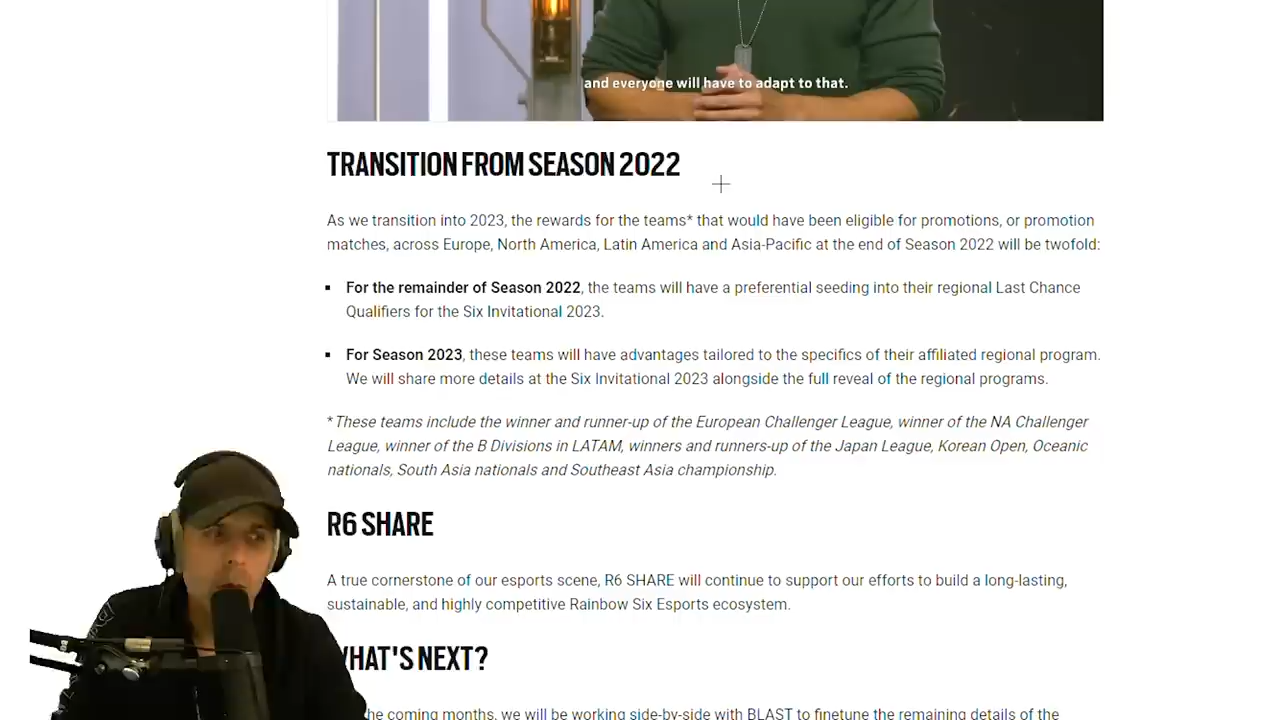 and everyone will have to adapt to that.
TRANSITION FROM SEASON 2022
As we transition into 2023, the rewards for the teams* that would have been eligible for promotions, or promotion
matches, across Europe, North America, Latin America and Asia-Pacific at the end of Season 2022 will be twofold:
▪ For the remainder of Season 2022, the teams will have a preferential seeding into their regional Last Chance
Qualifiers for the Six Invitational 2023.
▪ For Season 2023, these teams will have advantages tailored to the specifics of their affiliated regional program.
We will share more details at the Six Invitational 2023 alongside the full reveal of the regional programs.
*These teams include the winner and runner-up of the European Challenger League, winner of the NA Challenger
League, winner of the B Divisions in LATAM, winners and runners-up of the Japan League, Korean Open, Oceanic
nationals, South Asia nationals and Southeast Asia championship.
R6 SHARE
A true cornerstone of our esports scene, R6 SHARE will continue to support our efforts to build a long-lasting,
sustainable, and highly competitive Rainbow Six Esports ecosystem.
WHAT'S NEXT?
he coming months, we will be working side-by-side with BLAST to finetune the remaining details of the